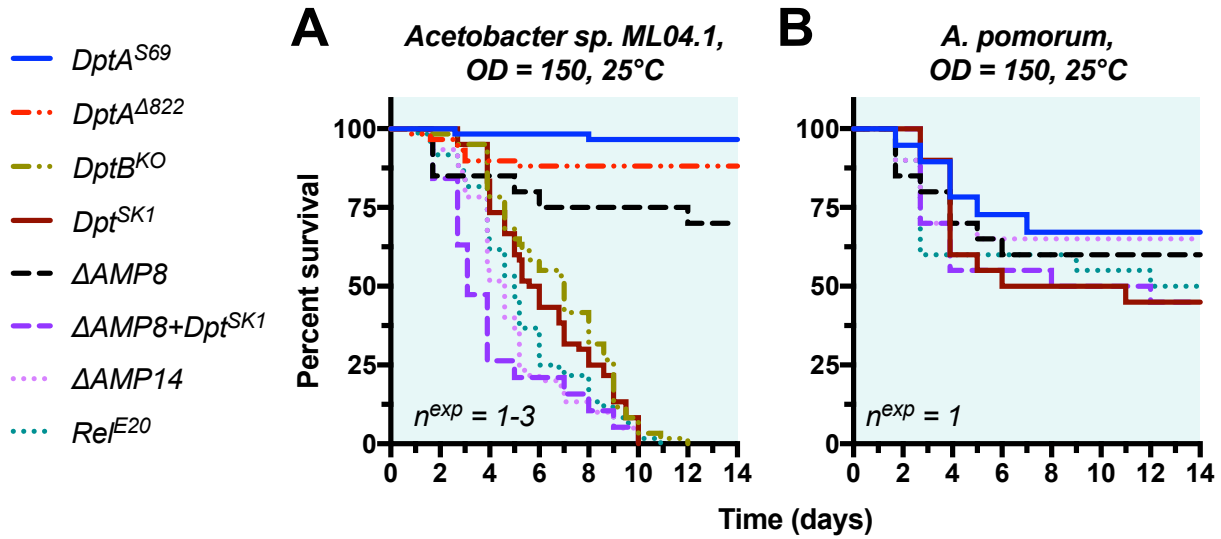 A
B
Acetobacter sp. ML04.1,
OD = 150, 25°C
A. pomorum,
OD = 150, 25°C
DptA^S69
DptA^Δ822
DptB^KO
Dpt^SK1
ΔAMP8
ΔAMP8+Dpt^SK1
ΔAMP14
Rel^E20
Percent survival
100
75
50
25
0
n^exp = 1-3
0 2 4 6 8 10 12 14
100
75
50
25
0
n^exp = 1
0 2 4 6 8 10 12 14
Time (days)